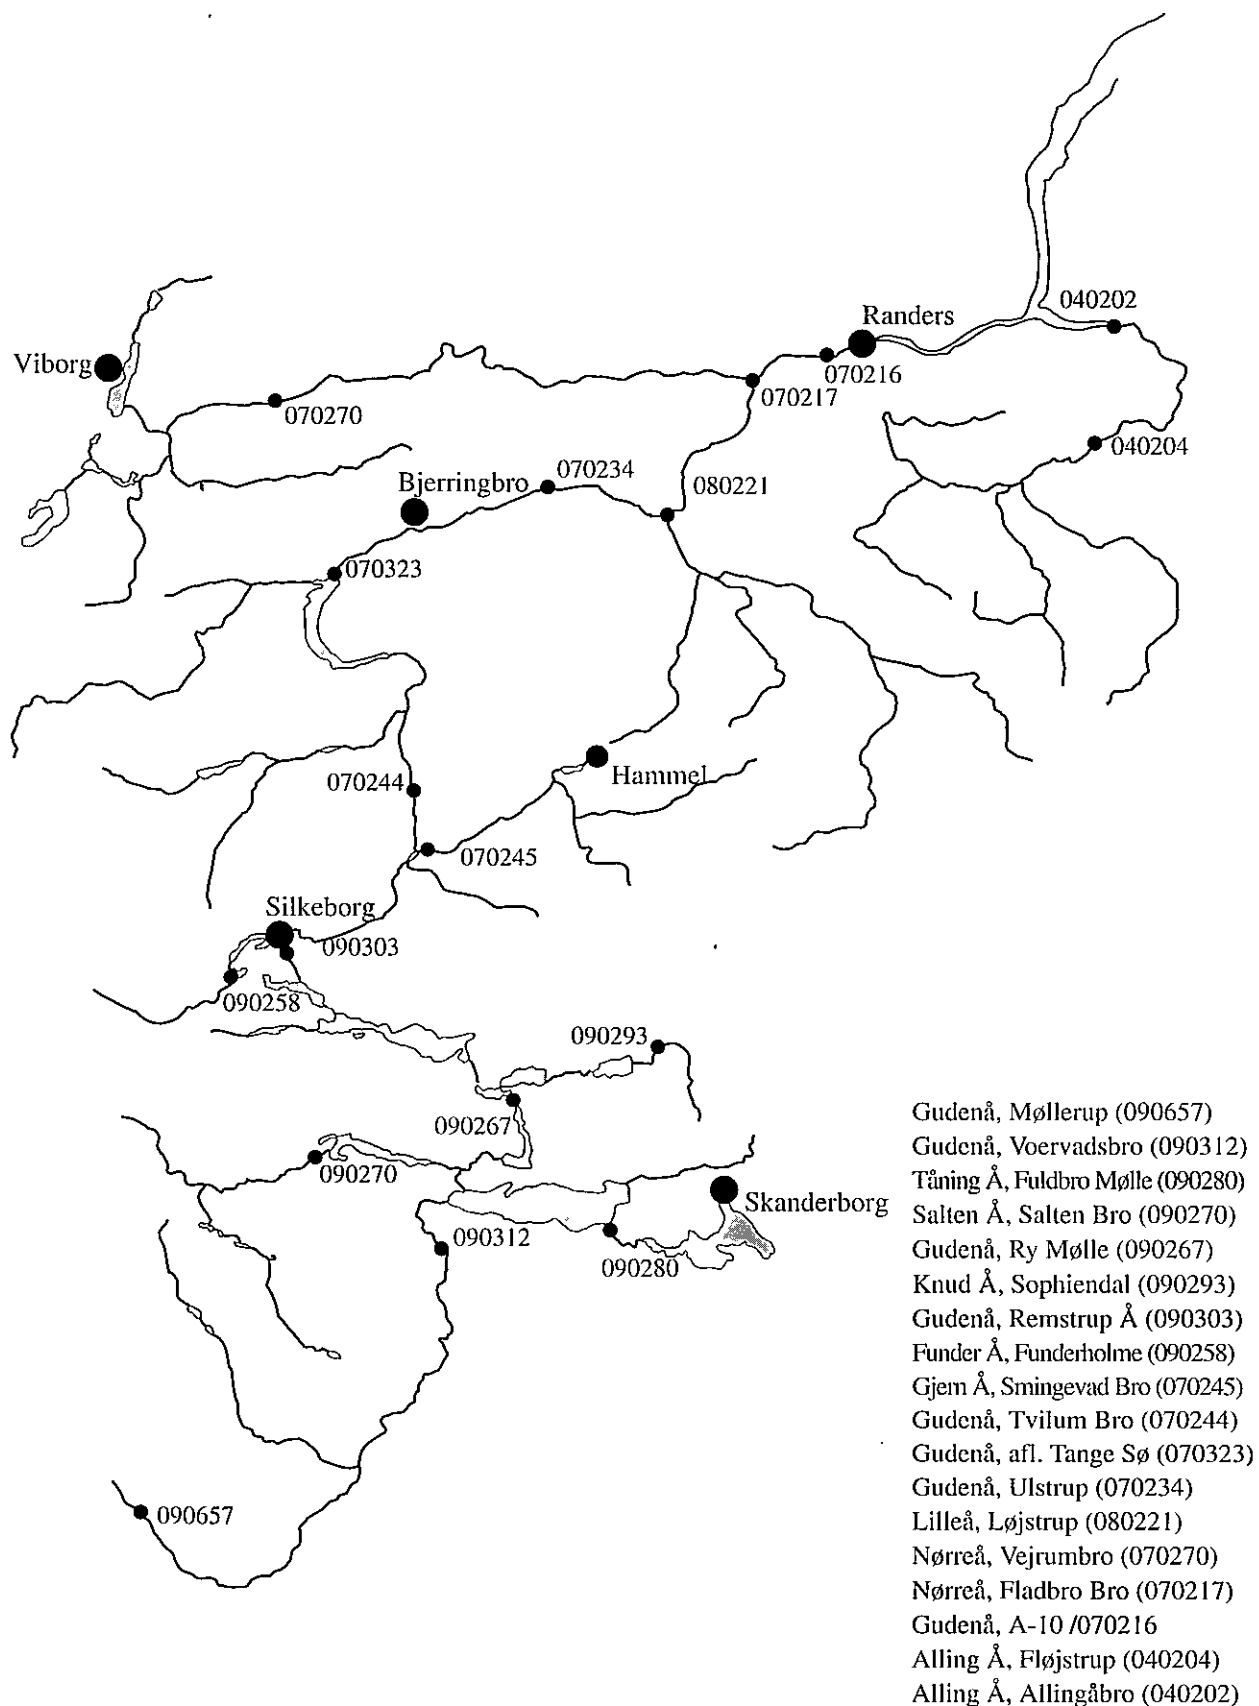 040202
Randers
Viborg
070216
070217
070270
040204
070234
Bjerringbro
080221
070323
Hammel
070244
070245
Silkeborg
090303
090258
090293
090267
090270
Skanderborg
090312
090280
090657
Gudenå, Møllerup (090657)
Gudenå, Voervadsbro (090312)
Tåning Å, Fuldbro Mølle (090280)
Salten Å, Salten Bro (090270)
Gudenå, Ry Mølle (090267)
Knud Å, Sophiendal (090293)
Gudenå, Remstrup Å (090303)
Funder Å, Funderholme (090258)
Gjern Å, Smingevad Bro (070245)
Gudenå, Tvilum Bro (070244)
Gudenå, afl. Tange Sø (070323)
Gudenå, Ulstrup (070234)
Lilleå, Løjstrup (080221)
Nørreå, Vejrumbro (070270)
Nørreå, Fladbro Bro (070217)
Gudenå, A-10 /070216
Alling Å, Fløjstrup (040204)
Alling Å, Allingåbro (040202)